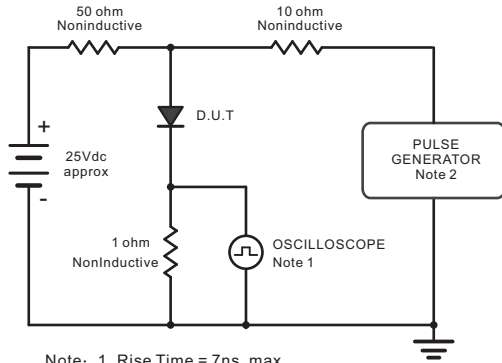 50 ohm
Noninductive
10 ohm
Noninductive
D.U.T
+
25Vdc
approx
-
PULSE
GENERATOR
Note 2
1 ohm
NonInductive
OSCILLOSCOPE
Note 1
Note: 1. Rise Time = 7ns max.